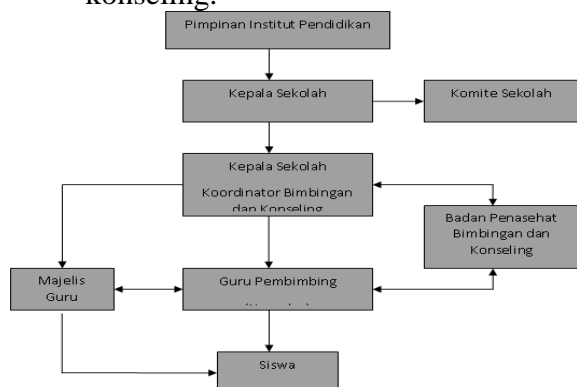 konseling.
Pimpinan Institut Pendidikan
Kepala Sekolah
Komite Sekolah
Kepala Sekolah
Koordinator Bimbingan
dan Konseling
Badan Penasehat
Bimbingan dan
Konseling
Majelis
Guru
Guru Pembimbing
Siswa